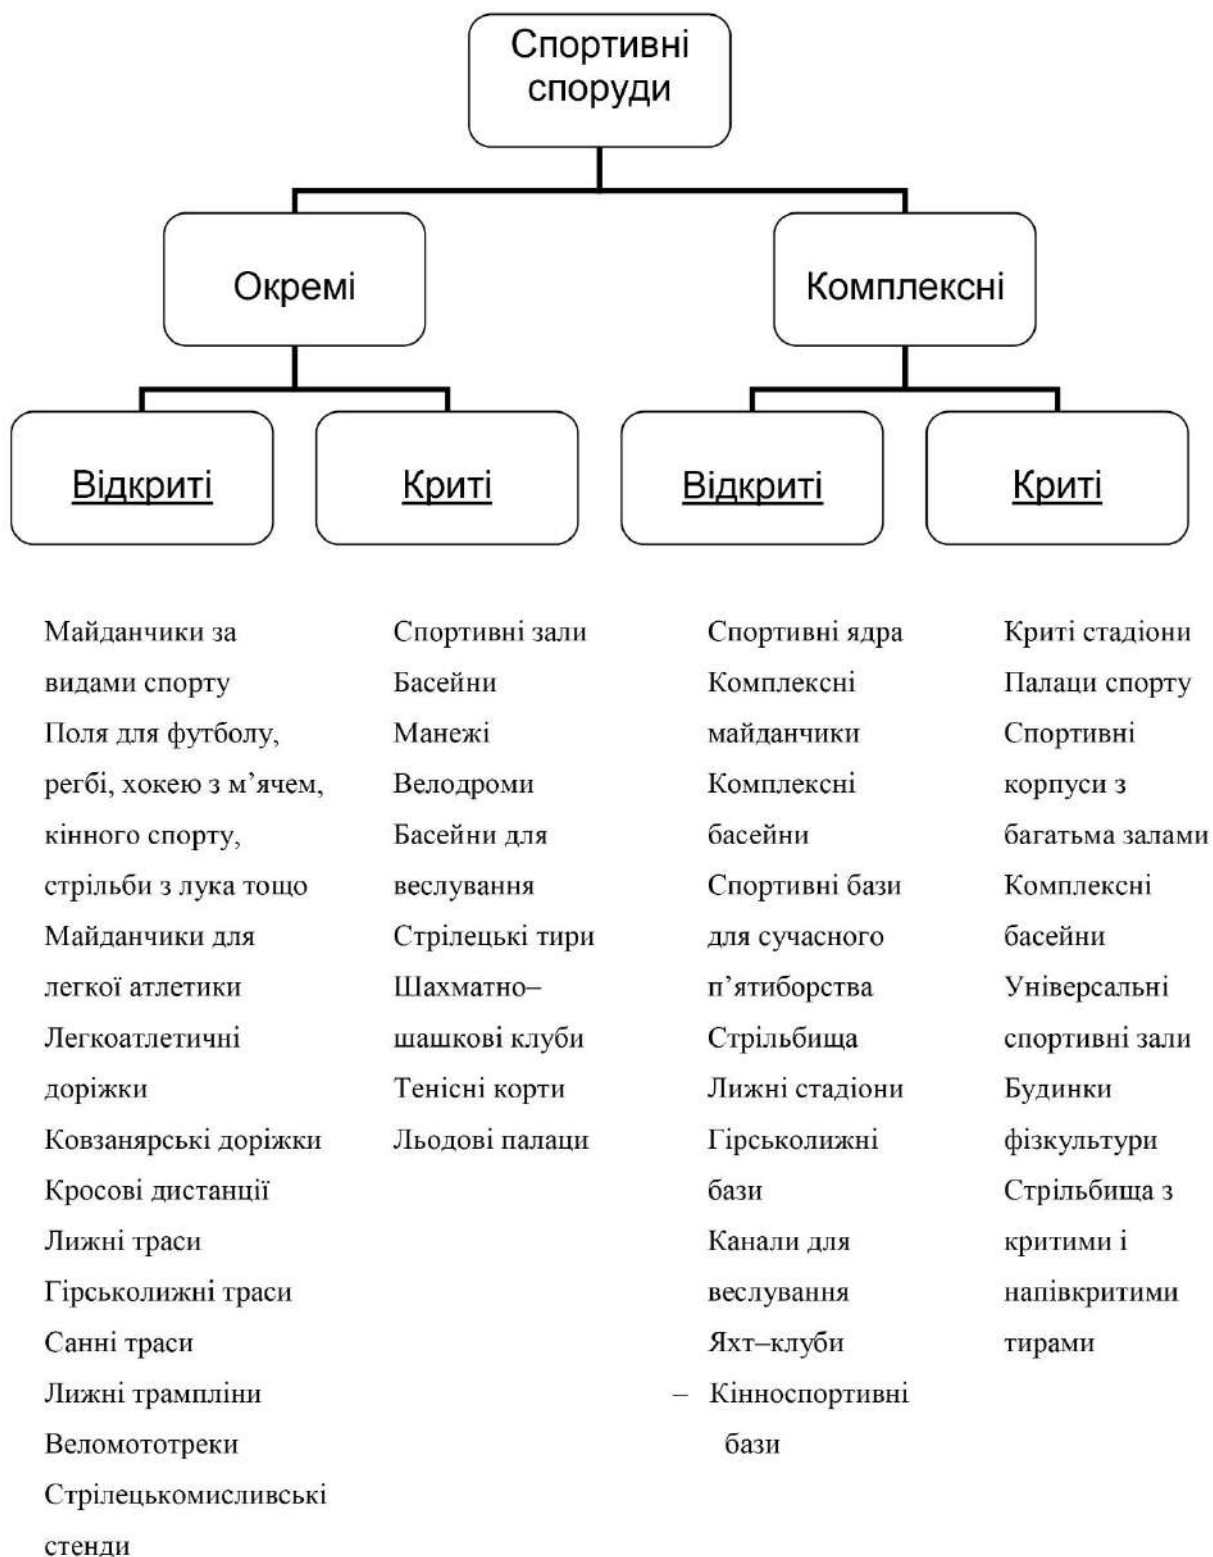 Спортивні
споруди
Окремі
Комплексні
Відкриті
Криті
Відкриті
Криті
Майданчики за
видами спорту
Поля для футболу,
регбі, хокею з м’ячем,
кінного спорту,
стрільби з лука тощо
Майданчики для
легкої атлетики
Легкоатлетичні
доріжки
Ковзанярські доріжки
Кросові дистанції
Лижні траси
Гірськолижні траси
Санні траси
Лижні трампліни
Веломототреки
Стрілецькомисливські
стенди
Спортивні зали
Басейни
Манежі
Велодроми
Басейни для
веслування
Стрілецькі тири
Шахматно–
шашкові клуби
Тенісні корти
Льодові палаци
Спортивні ядра
Комплексні
майданчики
Комплексні
басейни
Спортивні бази
для сучасного
п’ятиборства
Стрільбища
Лижні стадіони
Гірськолижні
бази
Канали для
веслування
Яхт–клуби
– Кінноспортивні
бази
Криті стадіони
Палаци спорту
Спортивні
корпуси з
багатьма залами
Комплексні
басейни
Універсальні
спортивні зали
Будинки
фізкультури
Стрільбища з
критими і
напівкритими
тирами